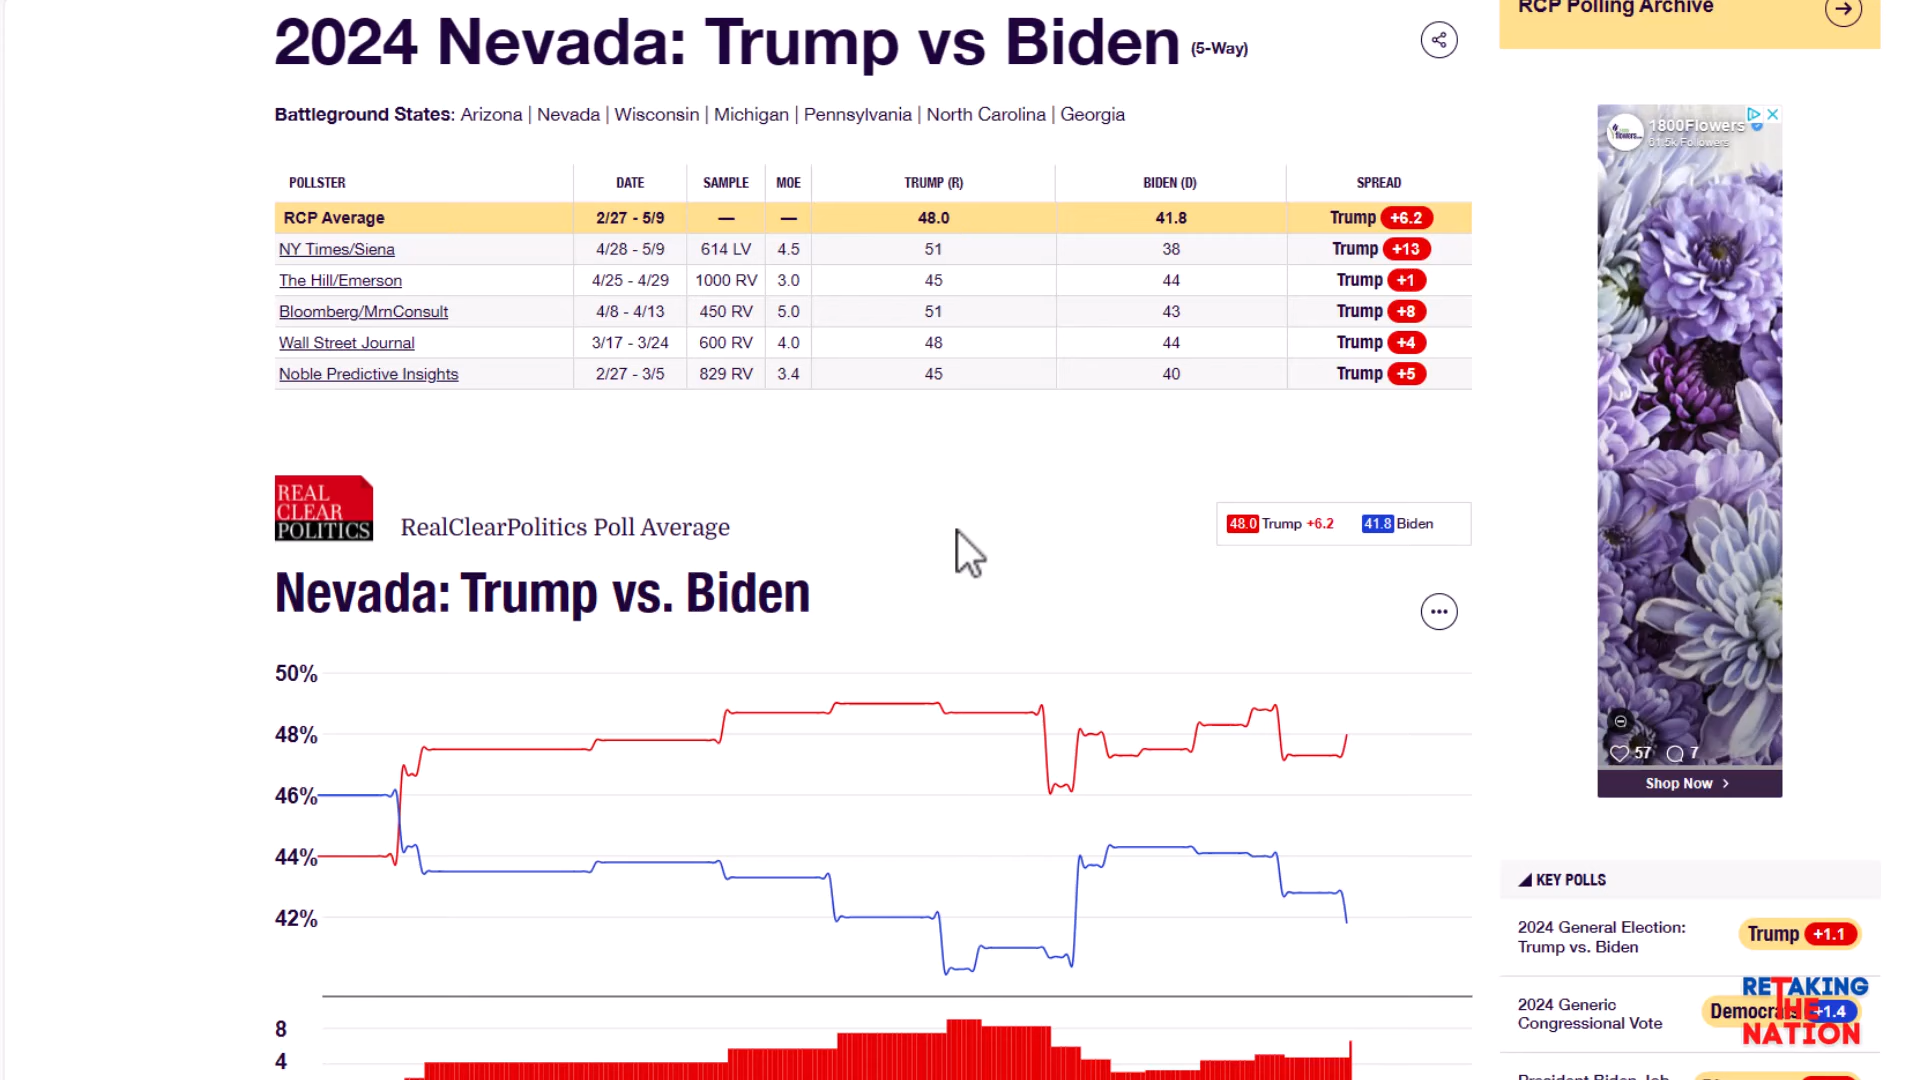 RCP Polling Archive
2024 Nevada: Trump vs Biden (5-Way)
Battleground States: Arizona | Nevada | Wisconsin | Michigan | Pennsylvania | North Carolina | Georgia
POLLSTER DATE SAMPLE MOE TRUMP (R) BIDEN (D) SPREAD
RCP Average 2/27 - 5/9 — — 48.0 41.8 Trump +6.2
NY Times/Siena 4/28 - 5/9 614 LV 4.5 51 38 Trump +13
The Hill/Emerson 4/25 - 4/29 1000 RV 3.0 45 44 Trump +1
Bloomberg/MrnConsult 4/8 - 4/13 450 RV 5.0 51 43 Trump +8
Wall Street Journal 3/17 - 3/24 600 RV 4.0 48 44 Trump +4
Noble Predictive Insights 2/27 - 3/5 829 RV 3.4 45 40 Trump +5
REAL
CLEAR
POLITICS
RealClearPolitics Poll Average
48.0 Trump +6.2 41.8 Biden
Nevada: Trump vs. Biden
50%
48%
46%
44%
42%
8
4
1800Flowers
Followers
57 7
Shop Now
KEY POLLS
2024 General Election:
Trump vs. Biden
Trump +1.1
2024 Generic
Congressional Vote
Democrats +1.4
RETAKING
THE
NATION
President Biden Job